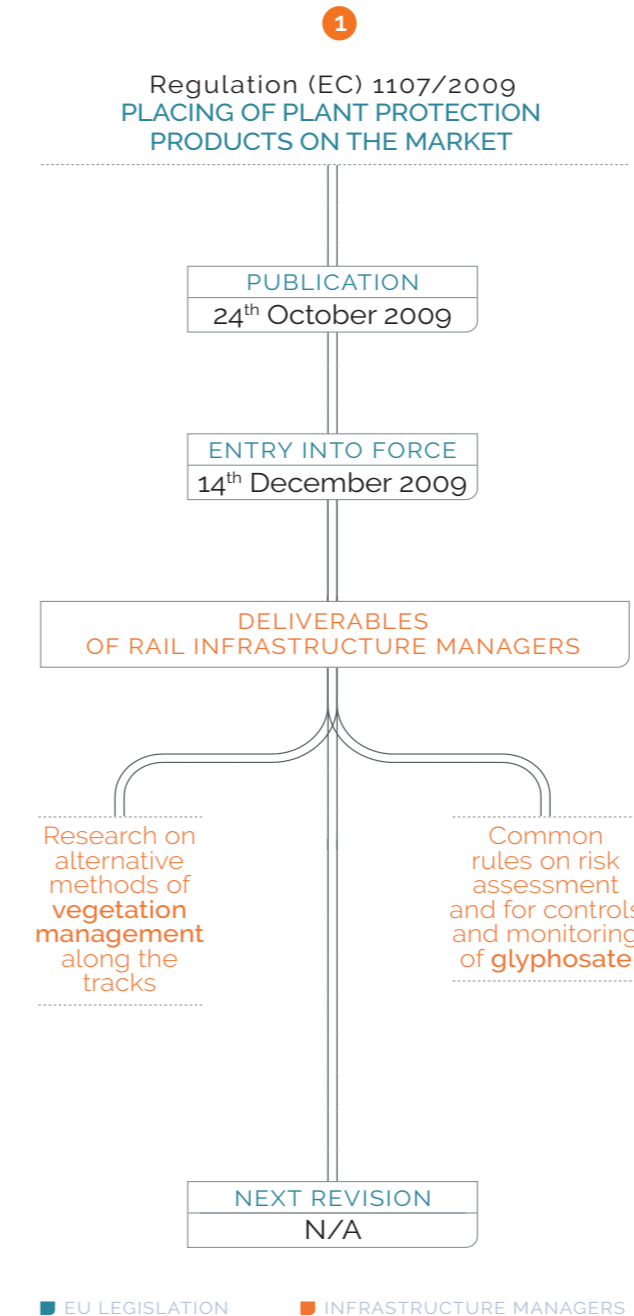 1
Regulation (EC) 1107/2009
PLACING OF PLANT PROTECTION
PRODUCTS ON THE MARKET
PUBLICATION
24th October 2009
ENTRY INTO FORCE
14th December 2009
DELIVERABLES
OF RAIL INFRASTRUCTURE MANAGERS
Research on
alternative
methods of
vegetation
management
along the
tracks
Common
rules on risk
assessment
and for controls
and monitoring
of glyphosate
NEXT REVISION
N/A
EU LEGISLATION
INFRASTRUCTURE MANAGERS